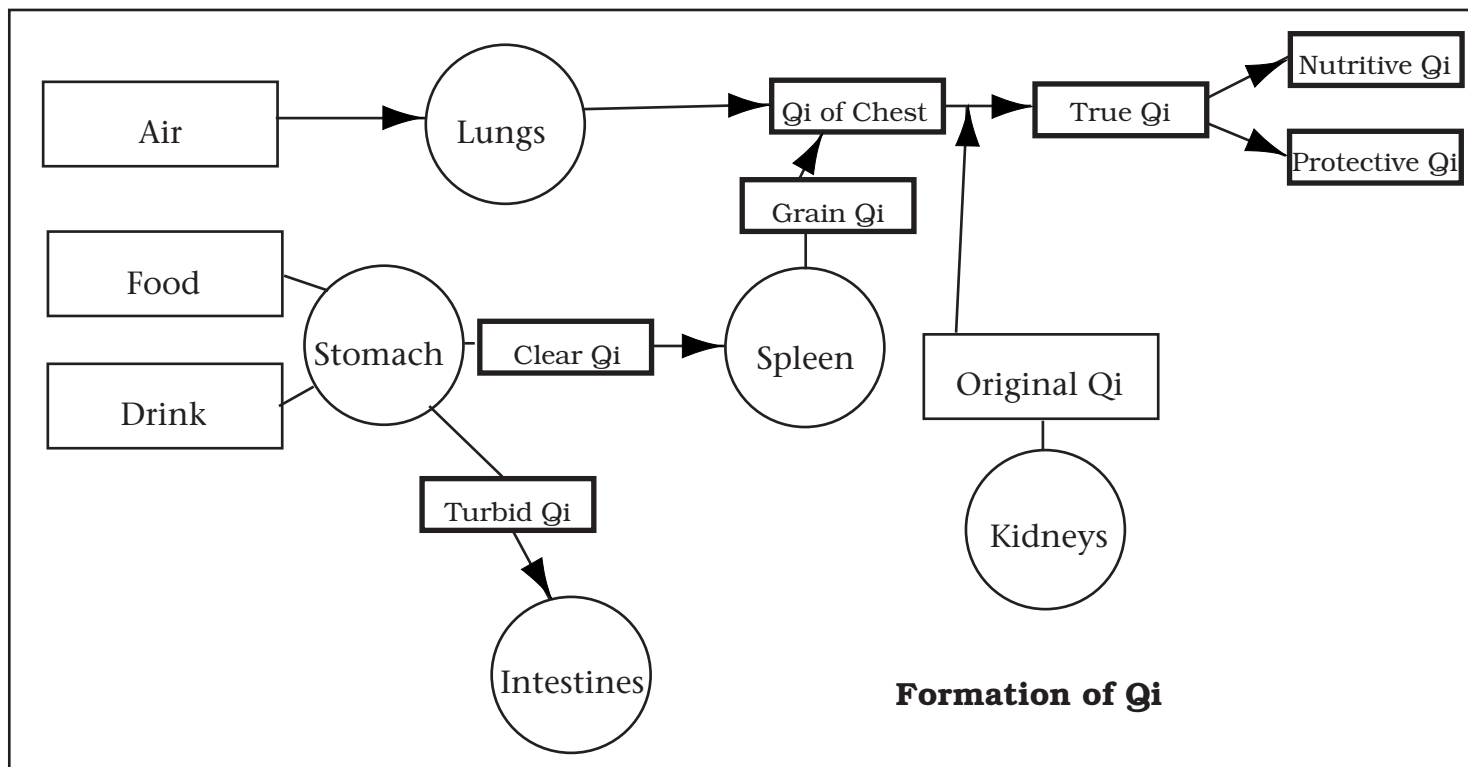 Nutritive Qi
Air
Lungs
Qi of Chest
True Qi
Protective Qi
Grain Qi
Food
Stomach
Clear Qi
Spleen
Drink
Original Qi
Turbid Qi
Kidneys
Intestines
Formation of Qi